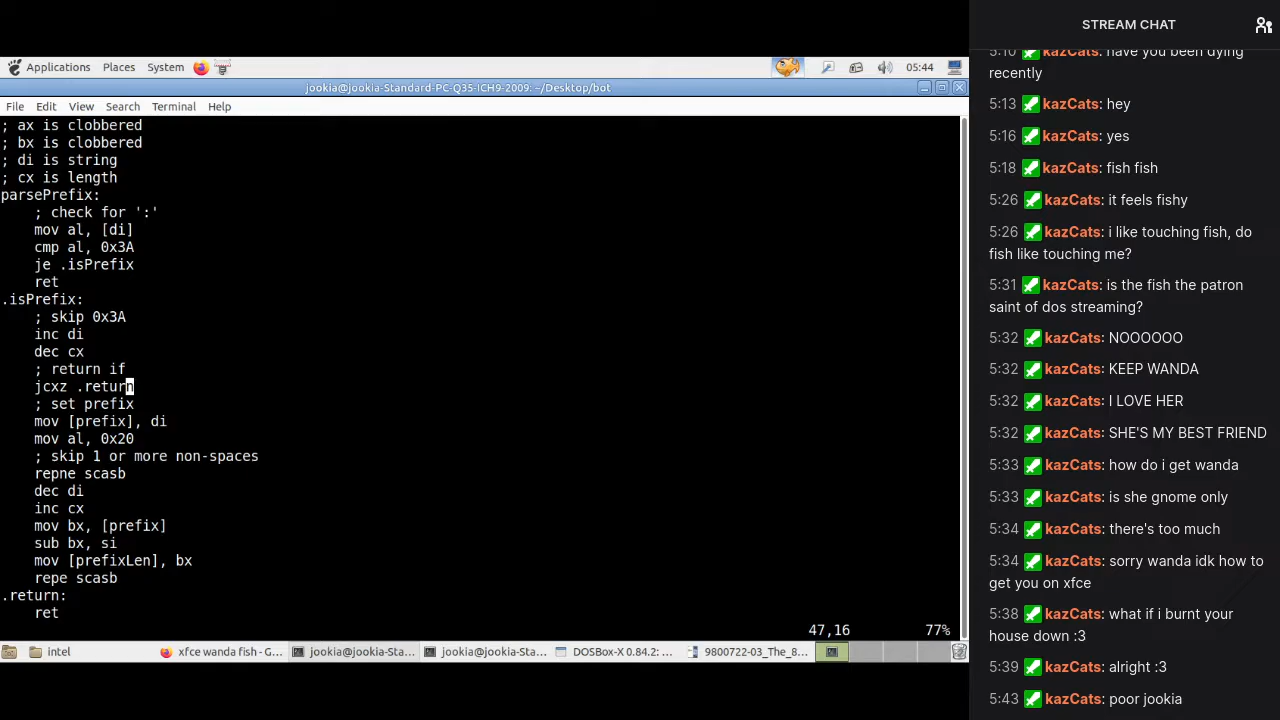 STREAM CHAT
Applications Places System 05:44
jookia@jookia-Standard-PC-Q35-ICH9-2009: ~/Desktop/bot
File Edit View Search Terminal Help
; ax is clobbered
; bx is clobbered
; di is string
; cx is length
parsePrefix:
; check for ':'
mov al, [di]
cmp al, 0x3A
je .isPrefix
ret
.isPrefix:
; skip 0x3A
inc di
dec cx
; return if
jcxz .return
; set prefix
mov [prefix], di
mov al, 0x20
; skip 1 or more non-spaces
repne scasb
dec di
inc cx
mov bx, [prefix]
sub bx, si
mov [prefixLen], bx
repe scasb
.return:
ret
47,16 77%
intel xfce wanda fish - G... jookia@jookia-Sta... jookia@jookia-Sta... DOSBox-X 0.84.2: ... 9800722-03_The_8...
5:10 kazCats: have you been dying
recently
5:13 kazCats: hey
5:16 kazCats: yes
5:18 kazCats: fish fish
5:26 kazCats: it feels fishy
5:26 kazCats: i like touching fish, do
fish like touching me?
5:31 kazCats: is the fish the patron
saint of dos streaming?
5:32 kazCats: NOOOOOO
5:32 kazCats: KEEP WANDA
5:32 kazCats: I LOVE HER
5:32 kazCats: SHE'S MY BEST FRIEND
5:33 kazCats: how do i get wanda
5:33 kazCats: is she gnome only
5:34 kazCats: there's too much
5:34 kazCats: sorry wanda idk how to
get you on xfce
5:38 kazCats: what if i burnt your
house down :3
5:39 kazCats: alright :3
5:43 kazCats: poor jookia